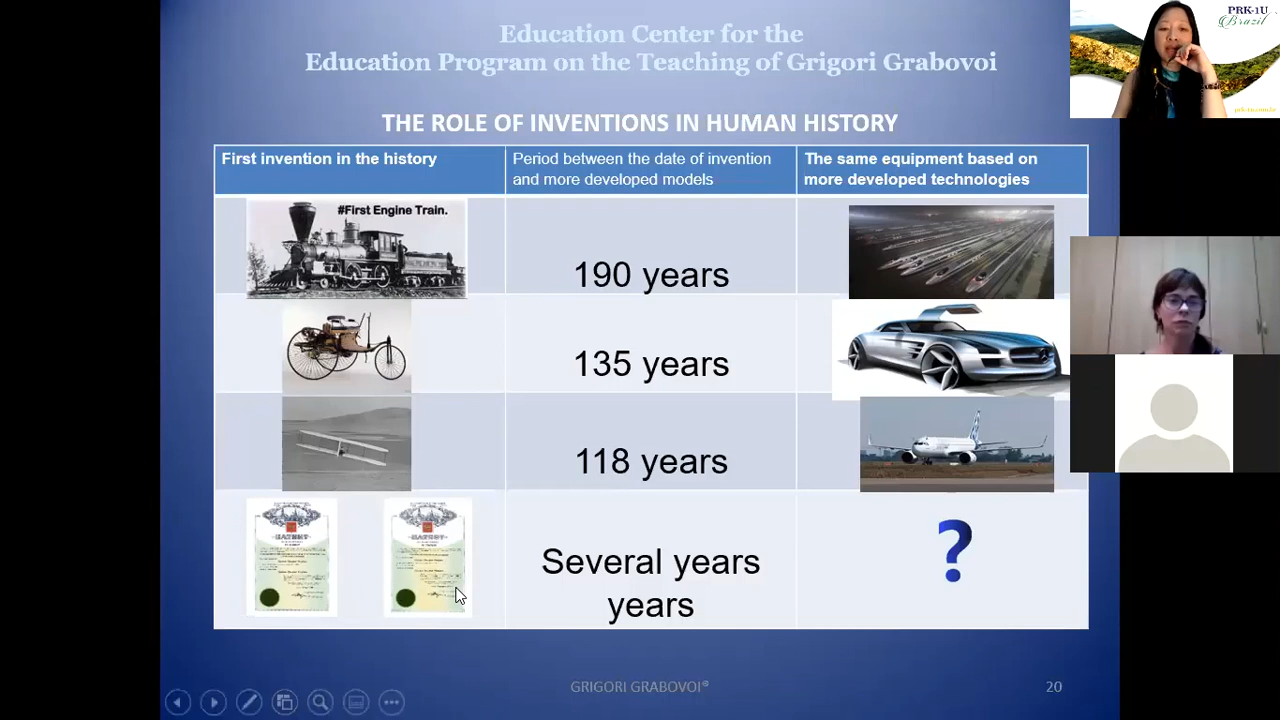 Education Center for the
Education Program on the Teaching of Grigori Grabovoi
PRK-1U
Brazil
THE ROLE OF INVENTIONS IN HUMAN HISTORY
First invention in the history
Period between the date of invention
and more developed models
The same equipment based on
more developed technologies
#First Engine Train.
190 years
135 years
118 years
ПАТЕНТ
ПАТЕНТ
Several years
years
?
GRIGORI GRABOVOI®
20